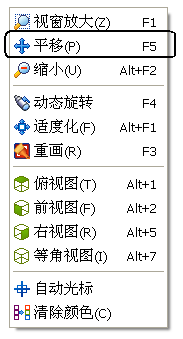 视窗放大(Z) F1
平移(P) F5
缩小(U) Alt+F2
动态旋转 F4
适度化(F) Alt+F1
重画(R) F3
俯视图(T) Alt+1
前视图(F) Alt+2
右视图(R) Alt+5
等角视图(I) Alt+7
自动光标
清除颜色(C)